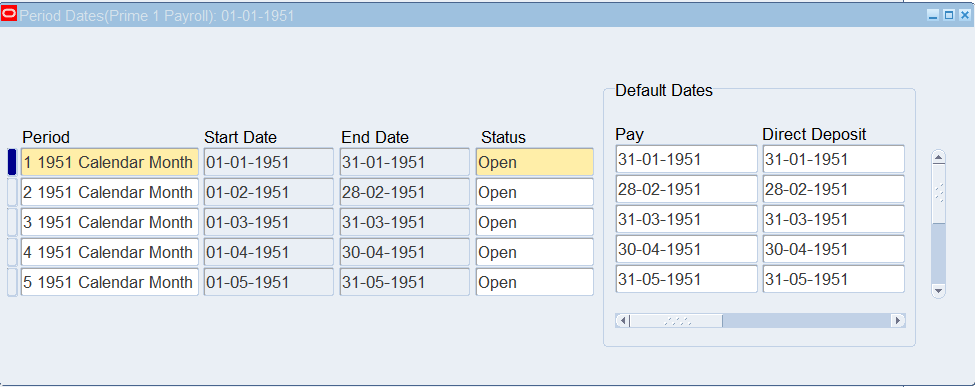 Period Dates(Prime 1 Payroll): 01-01-1951
Default Dates
Period Start Date End Date Status Pay Direct Deposit
1 1951 Calendar Month 01-01-1951 31-01-1951 Open 31-01-1951 31-01-1951
2 1951 Calendar Month 01-02-1951 28-02-1951 Open 28-02-1951 28-02-1951
3 1951 Calendar Month 01-03-1951 31-03-1951 Open 31-03-1951 31-03-1951
4 1951 Calendar Month 01-04-1951 30-04-1951 Open 30-04-1951 30-04-1951
5 1951 Calendar Month 01-05-1951 31-05-1951 Open 31-05-1951 31-05-1951